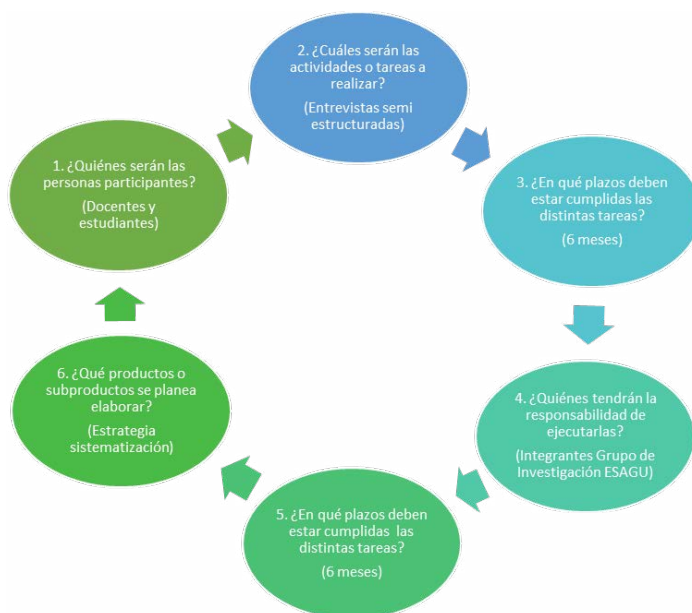 1. ¿Quiénes serán las
personas participantes?
(Docentes y
estudiantes)
2. ¿Cuáles serán las
actividades o tareas a
realizar?
(Entrevistas semi
estructuradas)
3. ¿En qué plazos deben
estar cumplidas las
distintas tareas?
(6 meses)
4. ¿Quiénes tendrán la
responsabilidad de
ejecutarlas?
(Integrantes Grupo de
Investigación ESAGU)
5. ¿En qué plazos deben
estar cumplidas las
distintas tareas?
(6 meses)
6. ¿Qué productos o
subproductos se planea
elaborar?
(Estrategia
sistematización)